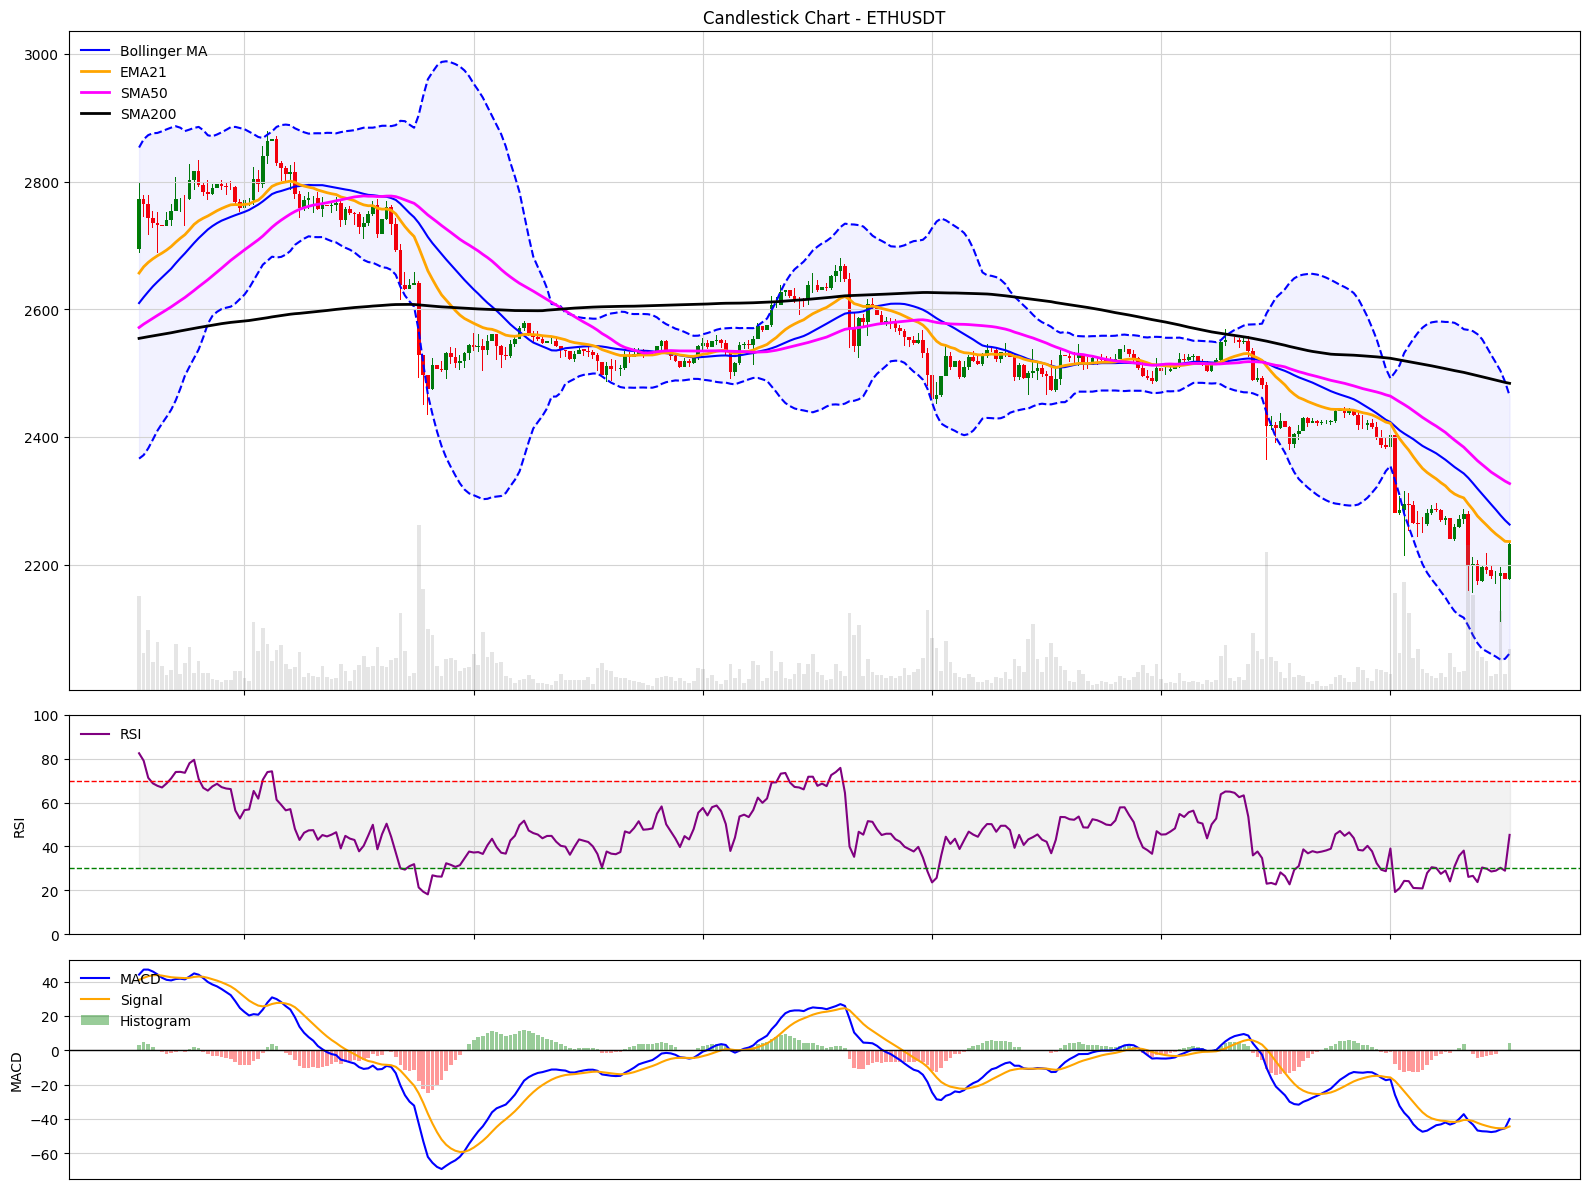 Candlestick Chart - ETHUSDT
3000
2800
2600
2400
2200
Bollinger MA
EMA21
SMA50
SMA200
100
80
60
40
20
0
RSI
RSI
40
20
0
−20
−40
−60
MACD
MACD
Signal
Histogram